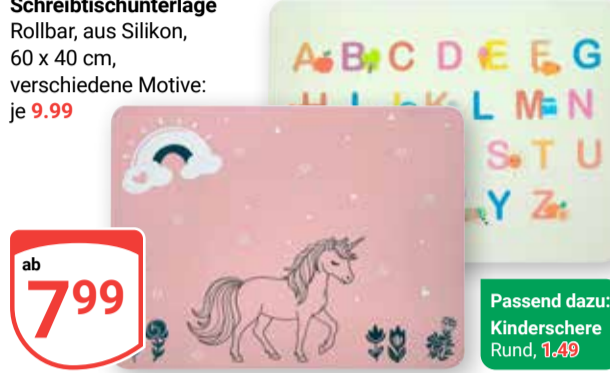 Schreibtischunterlage
Rollbar, aus Silikon,
60 x 40 cm,
verschiedene Motive:
je 9.99
A B C D E F G
H I J K L M N
S T U
Y Z
ab
7.99
Passend dazu:
Kinderschere
Rund, 1.49